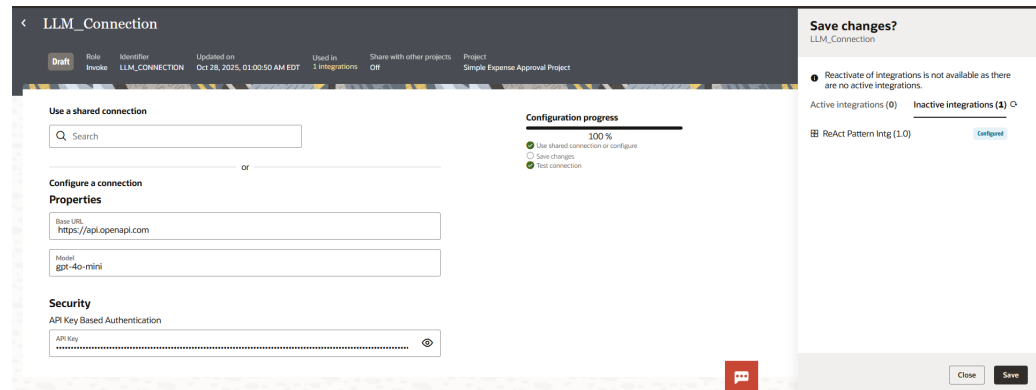 LLM_Connection
Draft
Role
Invoke
Identifier
LLM_CONNECTION
Updated on
Oct 28, 2025, 01:00:50 AM EDT
Used in
1 integrations
Share with other projects
Off
Project
Simple Expense Approval Project
Use a shared connection
Search
or
Configure a connection
Properties
Base URL
https://api.openapi.com
Model
gpt-4o-mini
Security
API Key Based Authentication
API Key
Configuration progress
100 %
Use shared connection or configure
Save changes
Test connection
Save changes?
LLM_Connection
Reactivate of integrations is not available as there
are no active integrations.
Active integrations (0) Inactive integrations (1)
ReAct Pattern Intg (1.0) Configured
Close Save